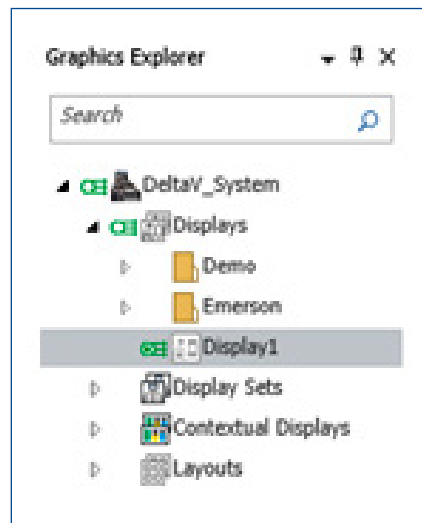 Graphics Explorer
Search
DeltaV_System
Displays
Demo
Emerson
Display1
Display Sets
Contextual Displays
Layouts